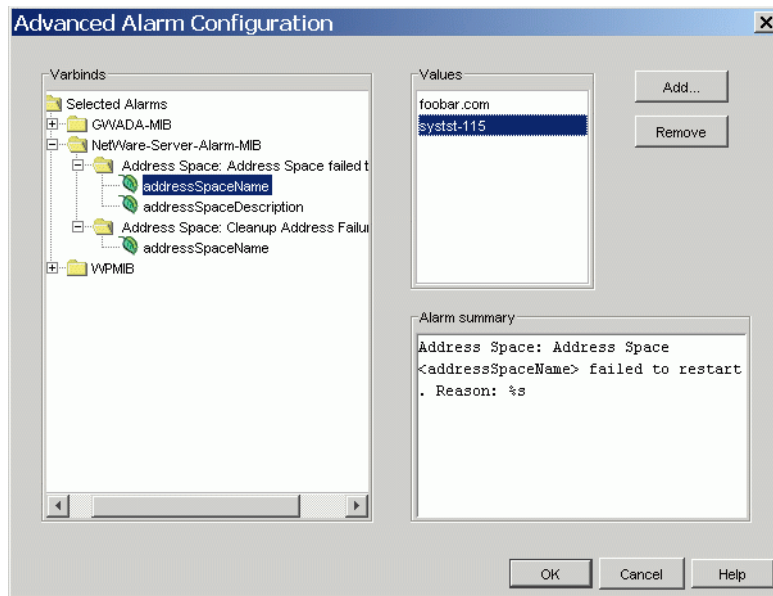 Advanced Alarm Configuration
Varbinds
Selected Alarms
GWADA-MIB
NetWare-Server-Alarm-MIB
Address Space: Address Space failed t
addressSpaceName
addressSpaceDescription
Address Space: Cleanup Address Failur
addressSpaceName
WPMIB
Values
foobar.com
systst-115
Add...
Remove
Alarm summary
Address Space: Address Space
<addressSpaceName> failed to restart
. Reason: %s
OK
Cancel
Help